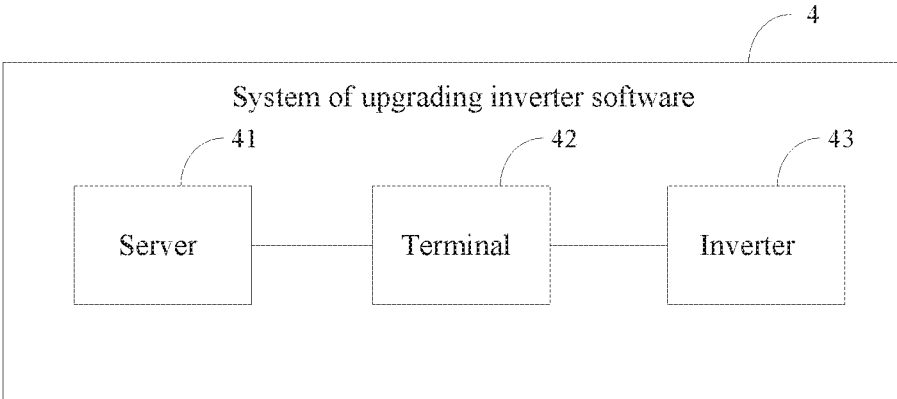 4
System of upgrading inverter software
41
42
43
Server
Terminal
Inverter